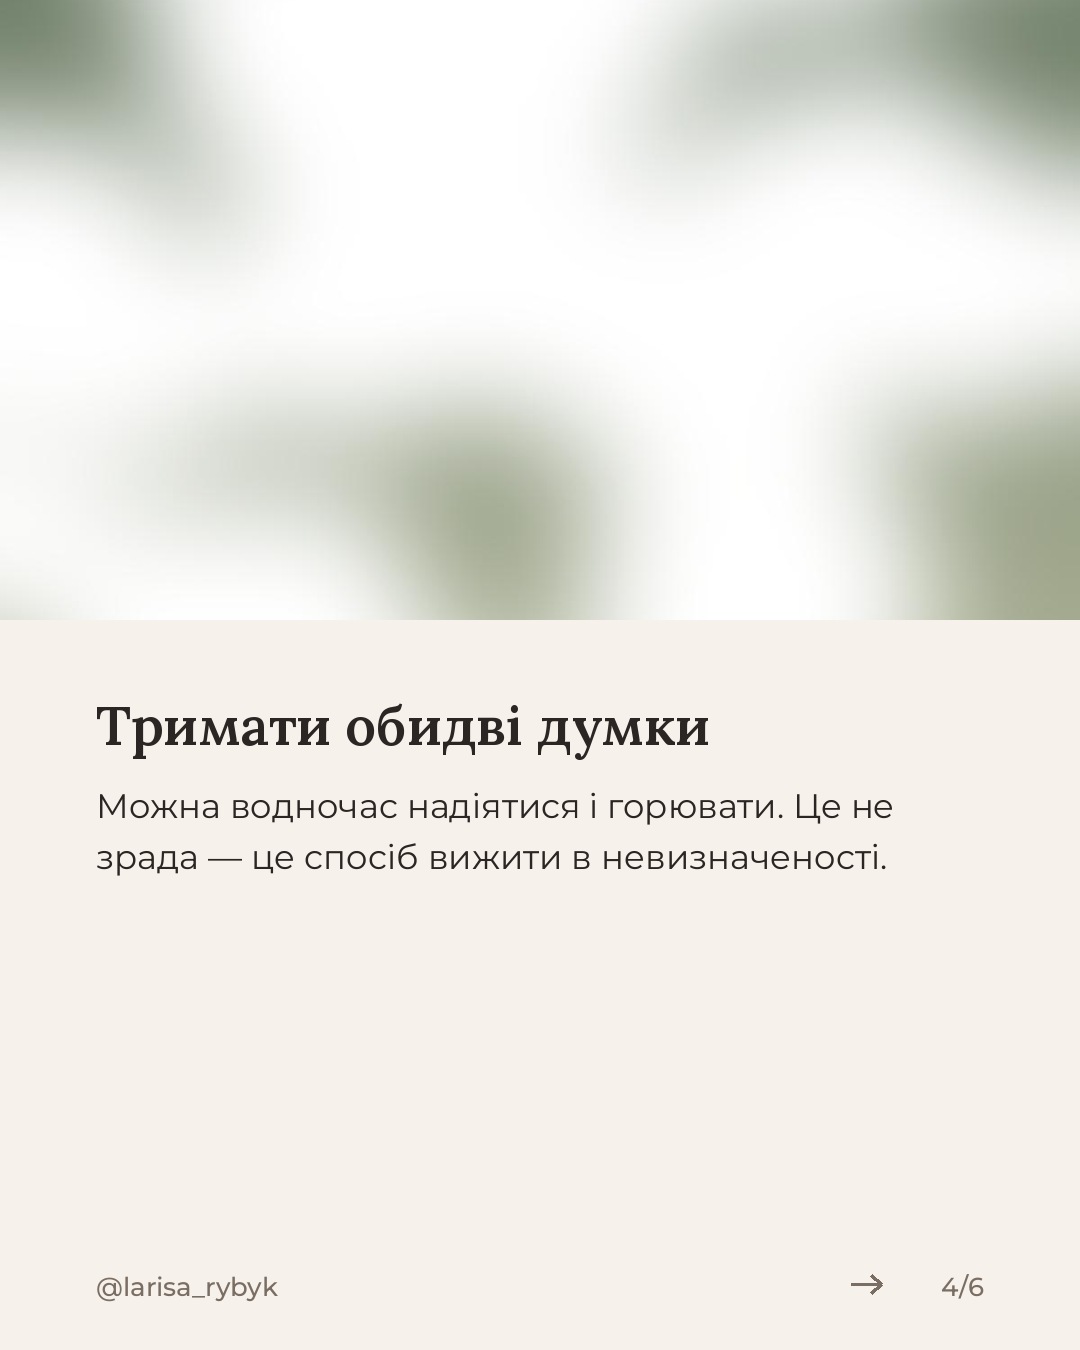 Тримати обидві думки
Можна водночас надіятися і горювати. Це не
зрада — це спосіб вижити в невизначеності.
@larisa_rybyk → 4/6